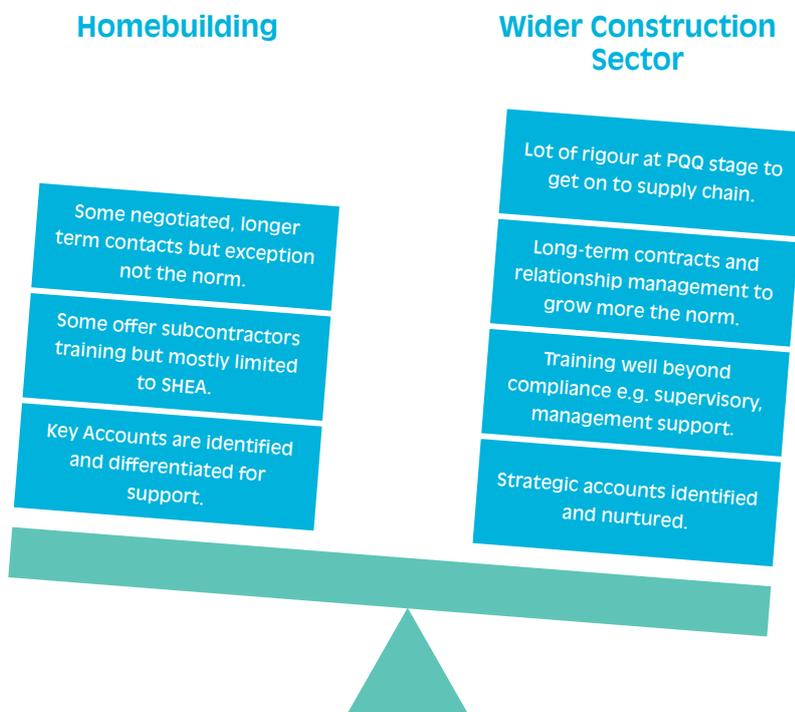 Homebuilding
Some negotiated, longer
term contacts but exception
not the norm.
Some offer subcontractors
training but mostly limited
to SHEA.
Key Accounts are identified
and differentiated for
support.
Wider Construction
Sector
Lot of rigour at PQQ stage to
get on to supply chain.
Long-term contracts and
relationship management to
grow more the norm.
Training well beyond
compliance e.g. supervisory,
management support.
Strategic accounts identified
and nurtured.